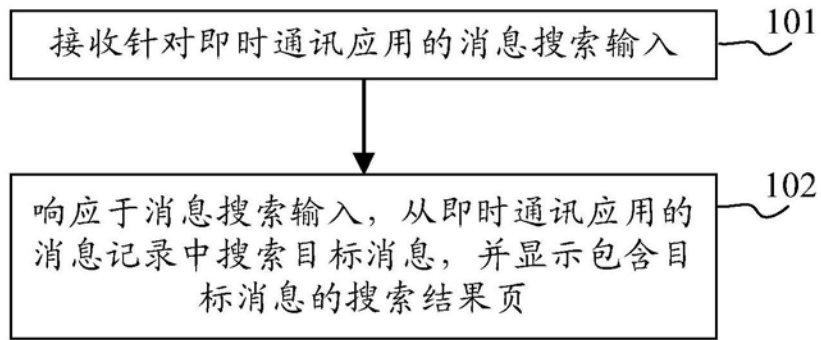 接收针对即时通讯应用的消息搜索输入
101
响应于消息搜索输入，从即时通讯应用的
消息记录中搜索目标消息，并显示包含目
标消息的搜索结果页
102